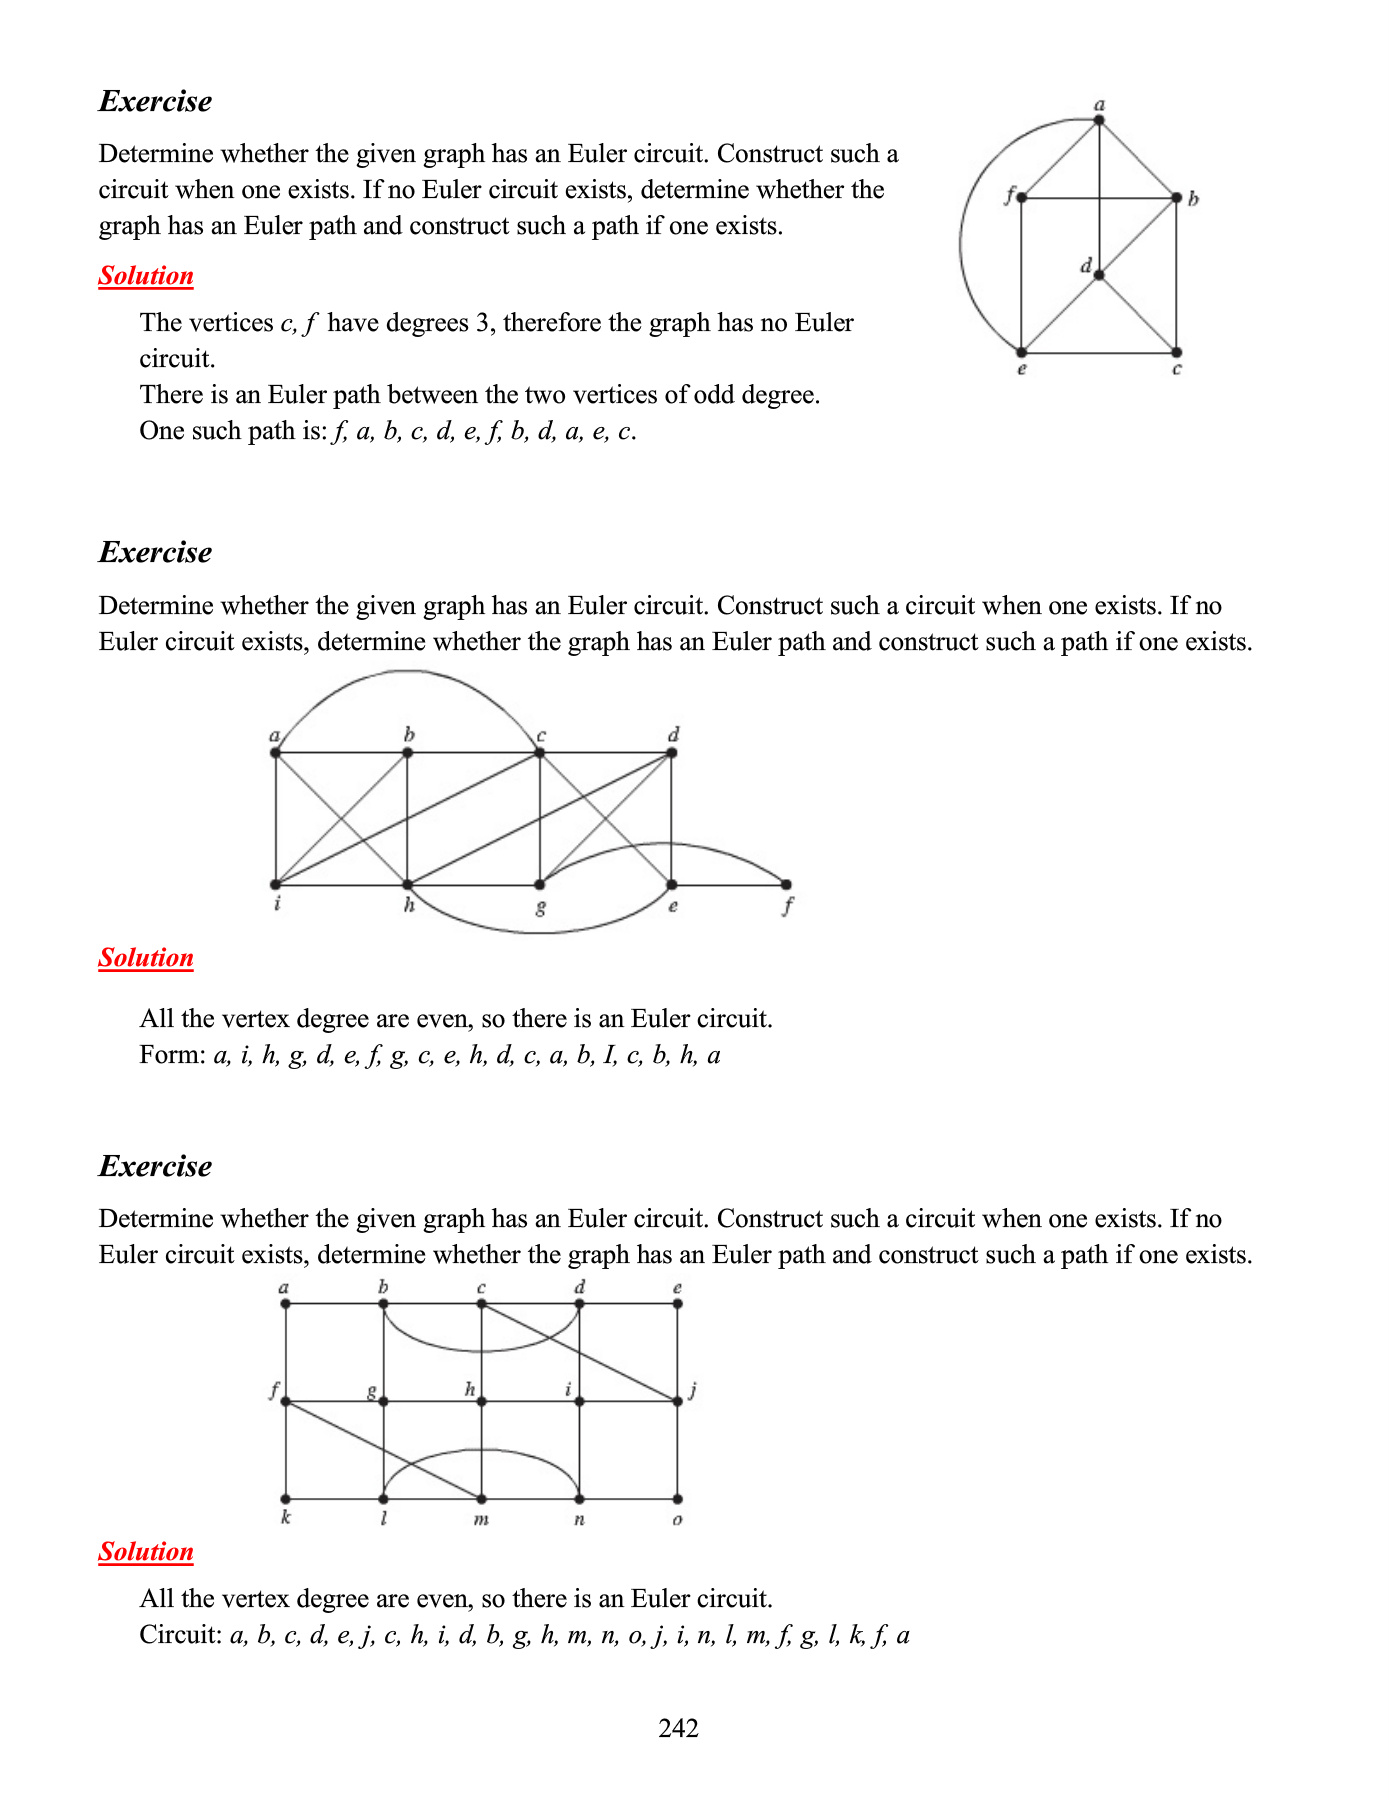 Exercise
Determine whether the given graph has an Euler circuit. Construct such a
circuit when one exists. If no Euler circuit exists, determine whether the
graph has an Euler path and construct such a path if one exists.
Solution
The vertices c, f have degrees 3, therefore the graph has no Euler
circuit.
There is an Euler path between the two vertices of odd degree.
One such path is: f, a, b, c, d, e, f, b, d, a, e, c.
a
f
b
d
e
c
Exercise
Determine whether the given graph has an Euler circuit. Construct such a circuit when one exists. If no
Euler circuit exists, determine whether the graph has an Euler path and construct such a path if one exists.
a b c d
i h g e f
Solution
All the vertex degree are even, so there is an Euler circuit.
Form: a, i, h, g, d, e, f, g, c, e, h, d, c, a, b, I, c, b, h, a
Exercise
Determine whether the given graph has an Euler circuit. Construct such a circuit when one exists. If no
Euler circuit exists, determine whether the graph has an Euler path and construct such a path if one exists.
a b c d e
f g h i j
k l m n o
Solution
All the vertex degree are even, so there is an Euler circuit.
Circuit: a, b, c, d, e, j, c, h, i, d, b, g, h, m, n, o, j, i, n, l, m, f, g, l, k, f, a
242